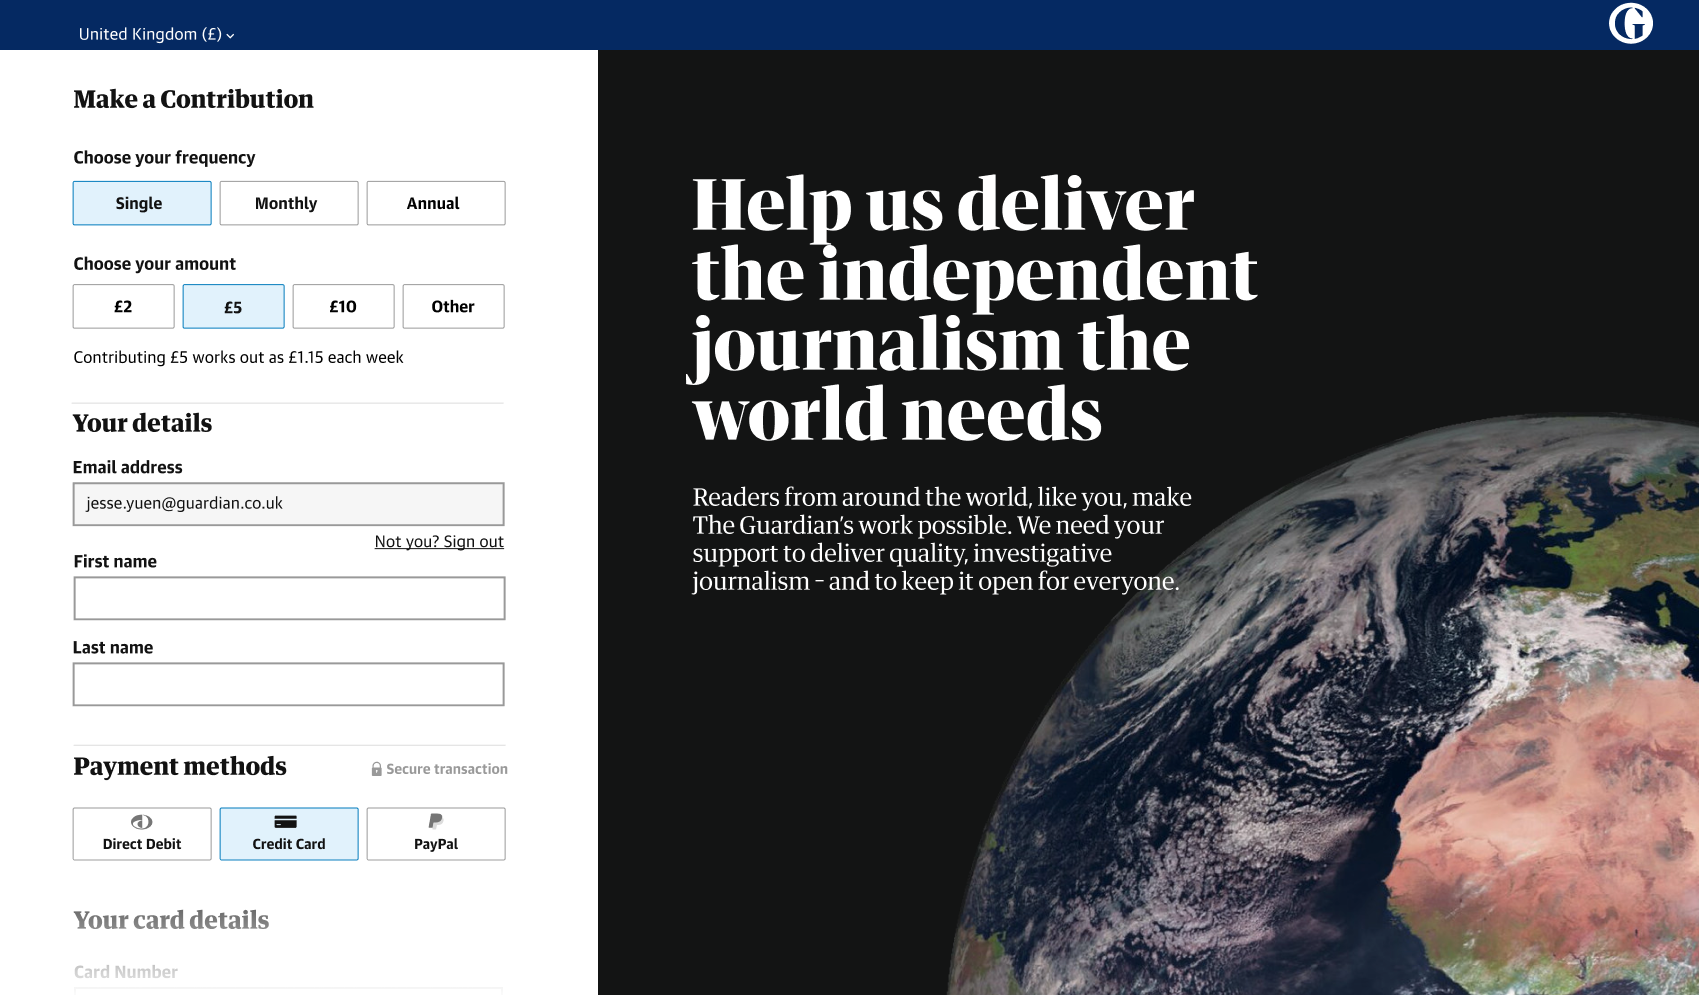 United Kingdom (£)
Make a Contribution
Choose your frequency
Single
Monthly
Annual
Choose your amount
£2
£5
£10
Other
Contributing £5 works out as £1.15 each week
Your details
Email address
jesse.yuen@guardian.co.uk
Not you? Sign out
First name
Last name
Payment methods
Secure transaction
Direct Debit
Credit Card
PayPal
Your card details
Card Number
G
Help us deliver
the independent
journalism the
world needs
Readers from around the world, like you, make
The Guardian's work possible. We need your
support to deliver quality, investigative
journalism – and to keep it open for everyone.